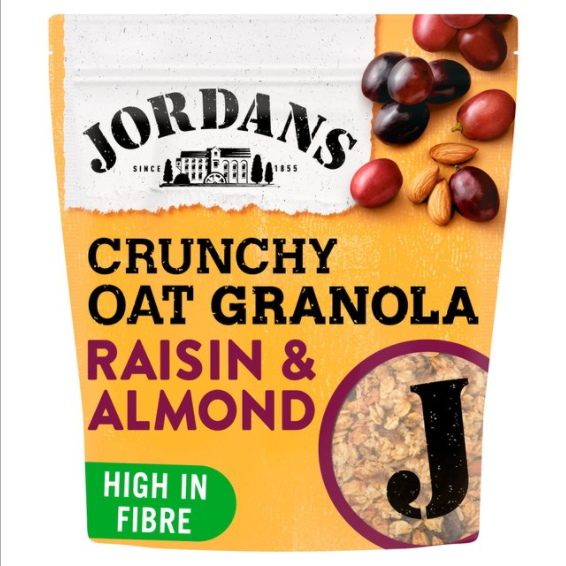 JORDANS
SINCE 1855
CRUNCHY
OAT GRANOLA
RAISIN &
ALMOND
J
HIGH IN
FIBRE